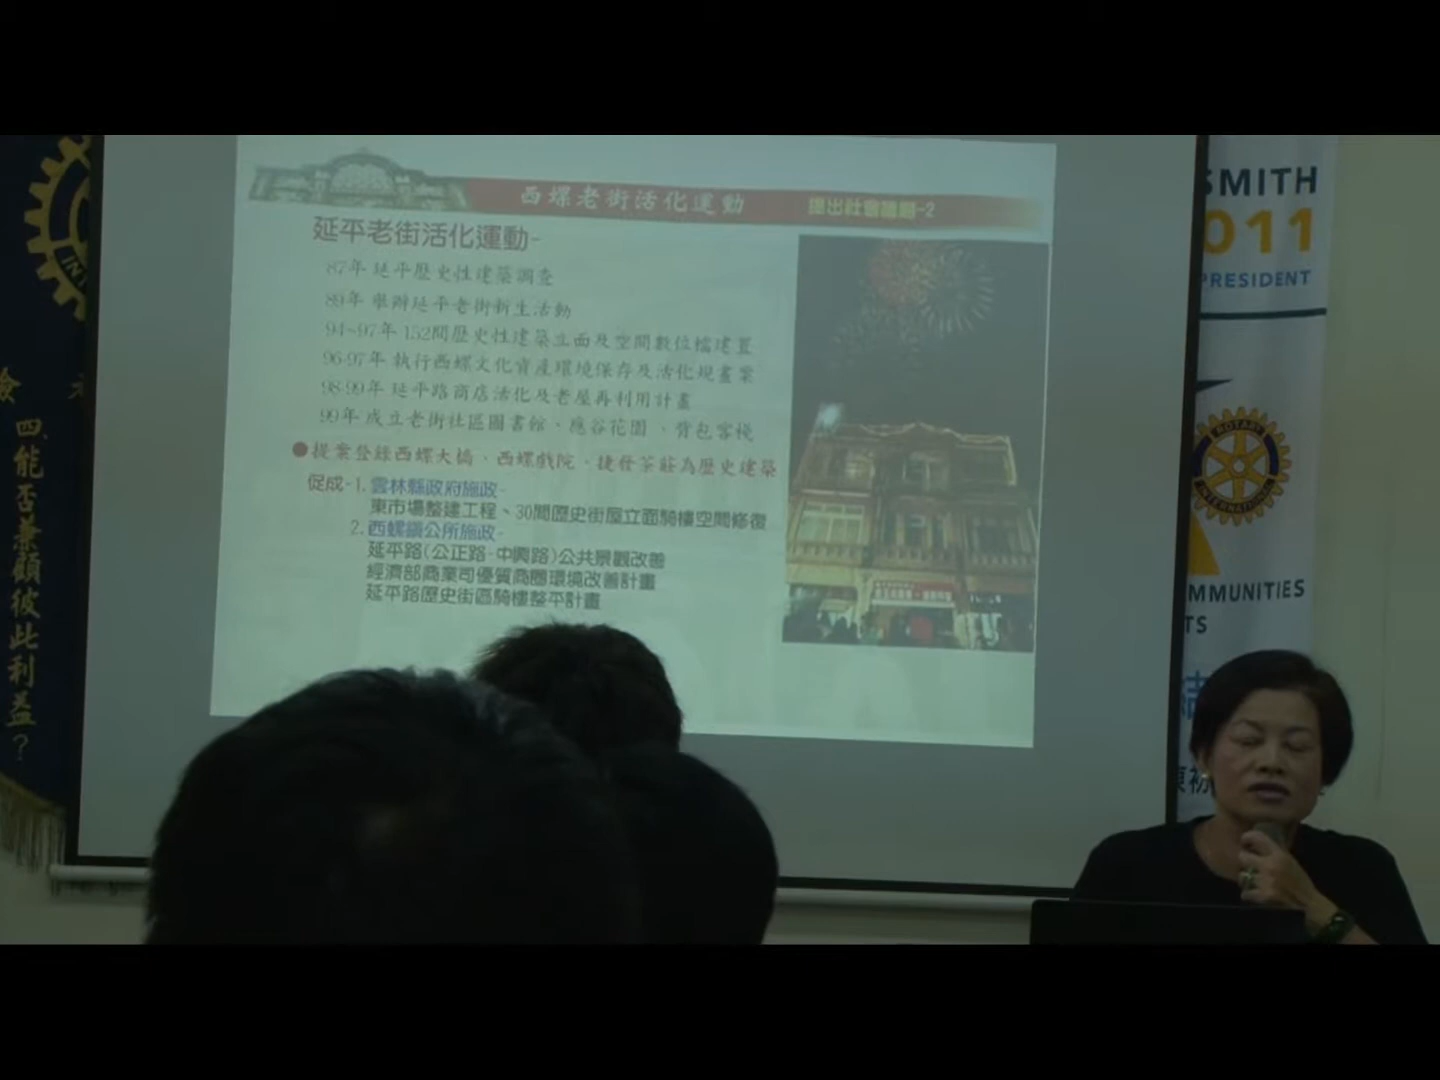 西螺老街活化運動 提出社會議題-2
延平老街活化運動-
87年 延平歷史性建築調查
89年 舉辦延平老街新生活動
94~97年 152間歷史性建築立面及空間數位檔建置
96-97年 執行西螺文化資產環境保存及活化規畫案
98-99年 延平路商店活化及老屋再利用計畫
99年 成立老街社區圖書館、應谷花園、背包客棧
●提案登錄西螺大橋、西螺戲院、捷發茶莊為歷史建築
促成-1.雲林縣政府施政-
東市場整建工程、30間歷史街屋立面騎樓空間修復
2.西螺鎮公所施政-
延平路(公正路-中興路)公共景觀改善
經濟部商業司優質商圈環境改善計畫
延平路歷史街區騎樓整平計畫
四、能否兼顧彼此利益？
SMITH
2011
PRESIDENT
ROTARY
INTERNATIONAL
MMUNITIES
TS